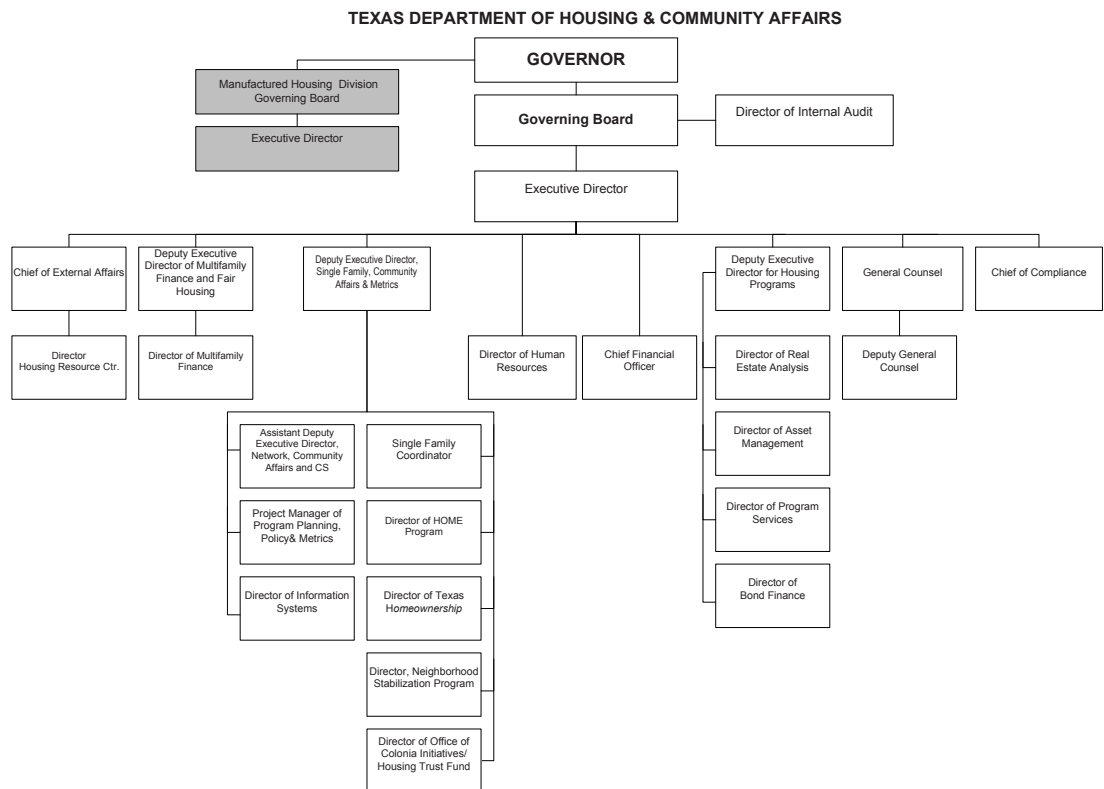 TEXAS DEPARTMENT OF HOUSING & COMMUNITY AFFAIRS
GOVERNOR
Manufactured Housing Division
Governing Board
Executive Director
Governing Board
Director of Internal Audit
Executive Director
Chief of External Affairs
Deputy Executive
Director of Multifamily
Finance and Fair
Housing
Deputy Executive Director,
Single Family, Community
Affairs & Metrics
Deputy Executive
Director for Housing
Programs
General Counsel
Chief of Compliance
Director
Housing Resource Ctr.
Director of Multifamily
Finance
Director of Human
Resources
Chief Financial
Officer
Director of Real
Estate Analysis
Deputy General
Counsel
Assistant Deputy
Executive Director,
Network, Community
Affairs and CS
Single Family
Coordinator
Director of Asset
Management
Project Manager of
Program Planning,
Policy& Metrics
Director of HOME
Program
Director of Program
Services
Director of Information
Systems
Director of Texas
Homeownership
Director of
Bond Finance
Director, Neighborhood
Stabilization Program
Director of Office of
Colonia Initiatives/
Housing Trust Fund